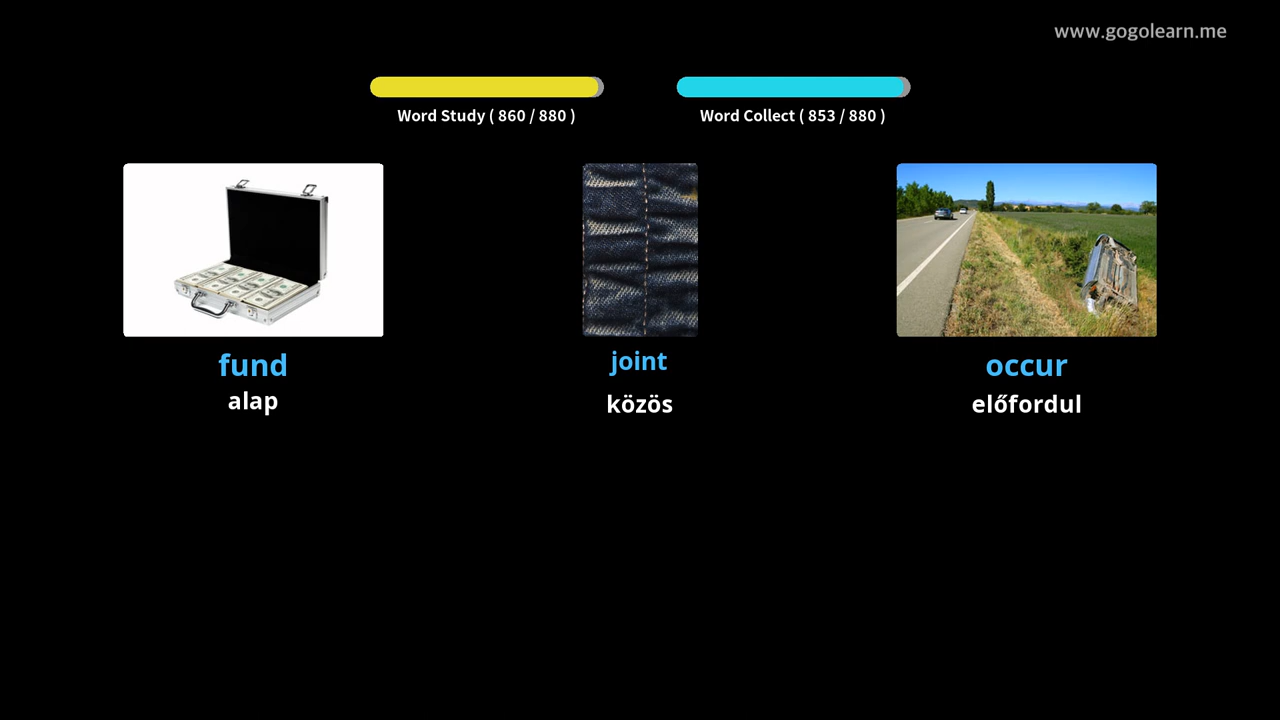 www.gogolearn.me
Word Study ( 860 / 880 )
Word Collect ( 853 / 880 )
fund
alap
joint
közös
occur
előfordul